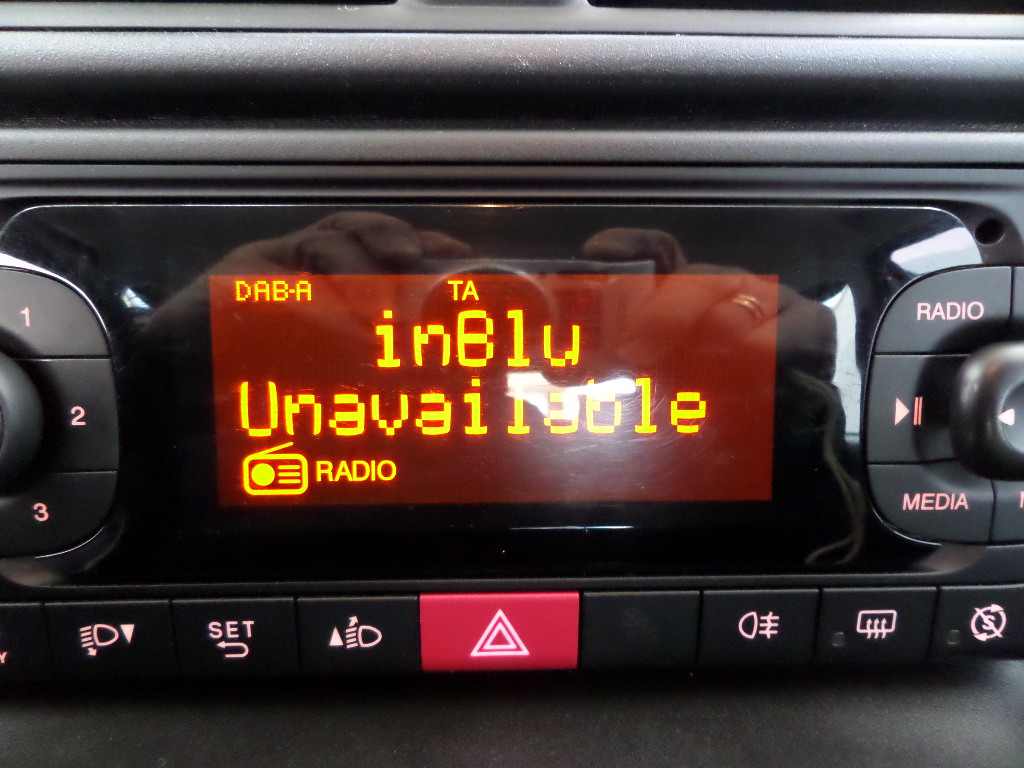 DAB-A TA
inBlu
Unavailable
RADIO
1
2
3
RADIO
MEDIA
SET